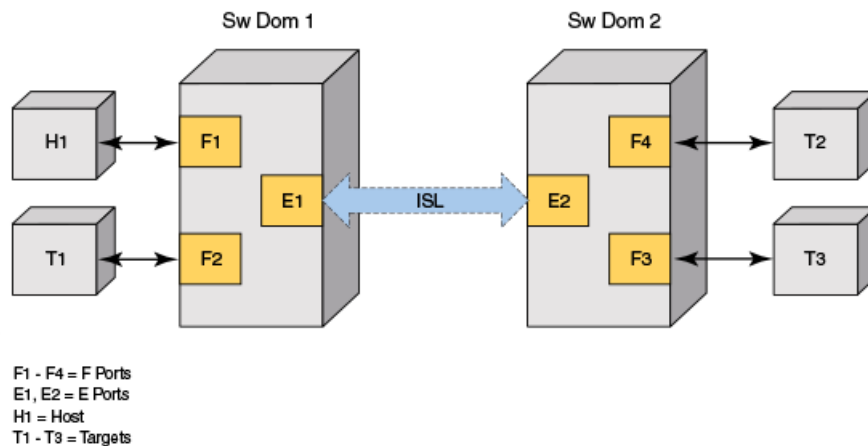 Sw Dom 1
Sw Dom 2
H1
F1
F4
T2
E1
ISL
E2
T1
F2
F3
T3
F1 - F4 = F Ports
E1, E2 = E Ports
H1 = Host
T1 - T3 = Targets